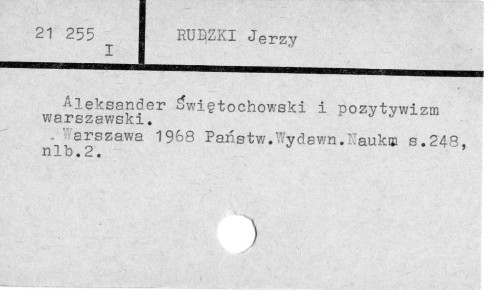 21 255
I
RUDZKI Jerzy
Aleksander Świętochowski i pozytywizm
warszawski.
Warszawa 1968 Państw.Wydawn.Naukm s.248,
nlb.2.